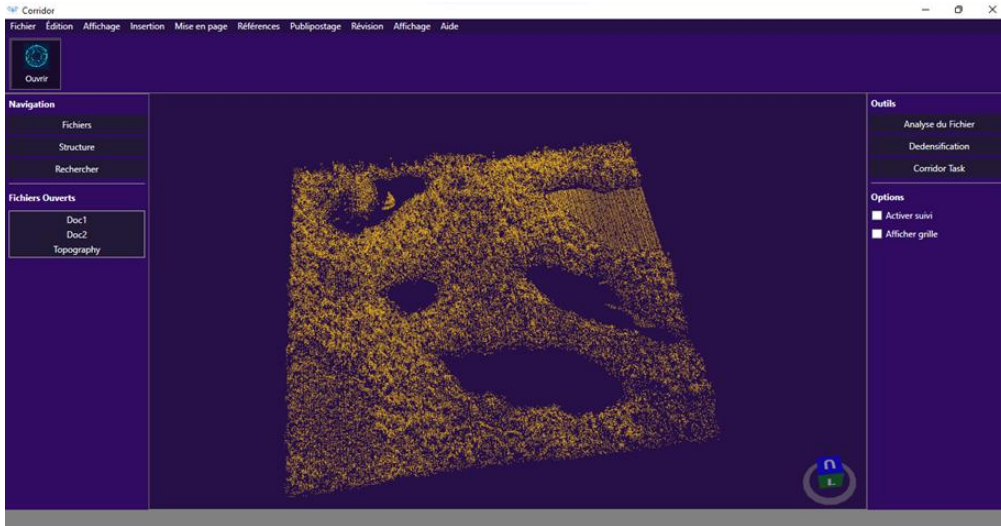 Corridor
Fichier Édition Affichage Insertion Mise en page Références Publipostage Révision Affichage Aide
Ouvrir
Navigation
Fichiers
Structure
Rechercher
Fichiers Ouverts
Doc1
Doc2
Topography
Outils
Analyse du Fichier
Dedensification
Corridor Task
Options
Activer suivi
Afficher grille